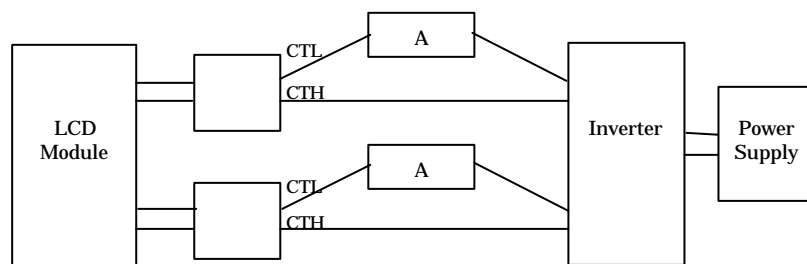 CTL
A
CTH
LCD
Module
Inverter
Power
Supply
CTL
A
CTH